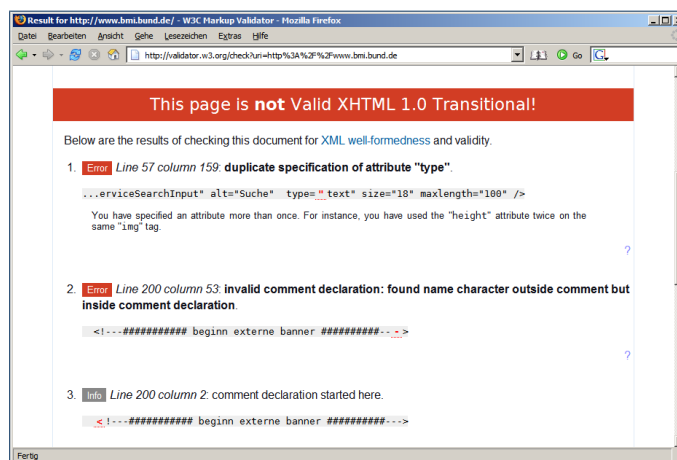 Result for http://www.bmi.bund.de/ - W3C Markup Validator - Mozilla Firefox
Datei Bearbeiten Ansicht Gehe Lesezeichen Extras Hilfe
http://validator.w3.org/check?uri=http%3A%2F%2Fwww.bmi.bund.de Go G
This page is not Valid XHTML 1.0 Transitional!
Below are the results of checking this document for XML well-formedness and validity.
1. Error Line 57 column 159: duplicate specification of attribute "type".
...erviceSearchInput" alt="Suche"  type="text" size="18" maxlength="100" />
You have specified an attribute more than once. For instance, you have used the "height" attribute twice on the
same "img" tag.
?
2. Error Line 200 column 53: invalid comment declaration: found name character outside comment but
inside comment declaration.
<!---########### beginn externe banner ##########--->
?
3. Info Line 200 column 2: comment declaration started here.
<!---########### beginn externe banner ##########--->
Fertig